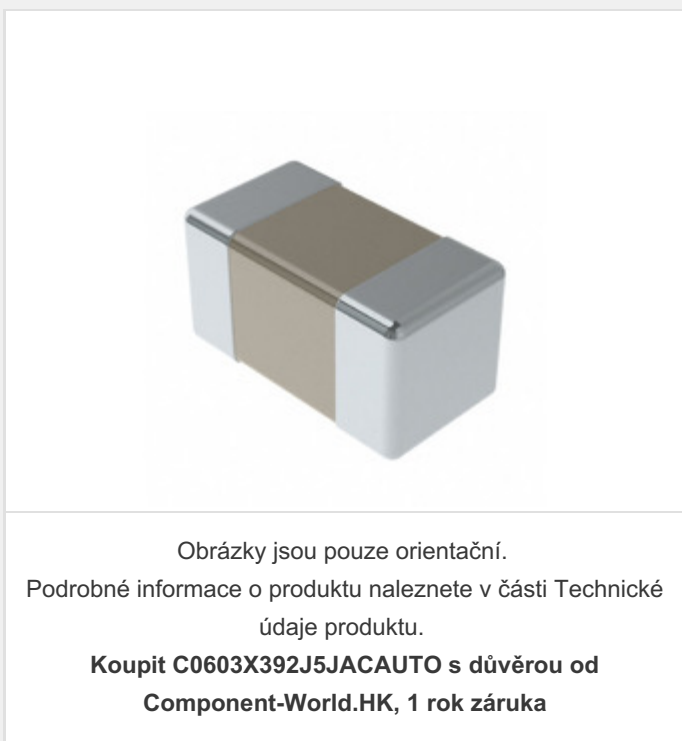 Obrázky jsou pouze orientační.
Podrobné informace o produktu naleznete v části Technické
údaje produktu.
Koupit C0603X392J5JACAUTO s důvěrou od
Component-World.HK, 1 rok záruka